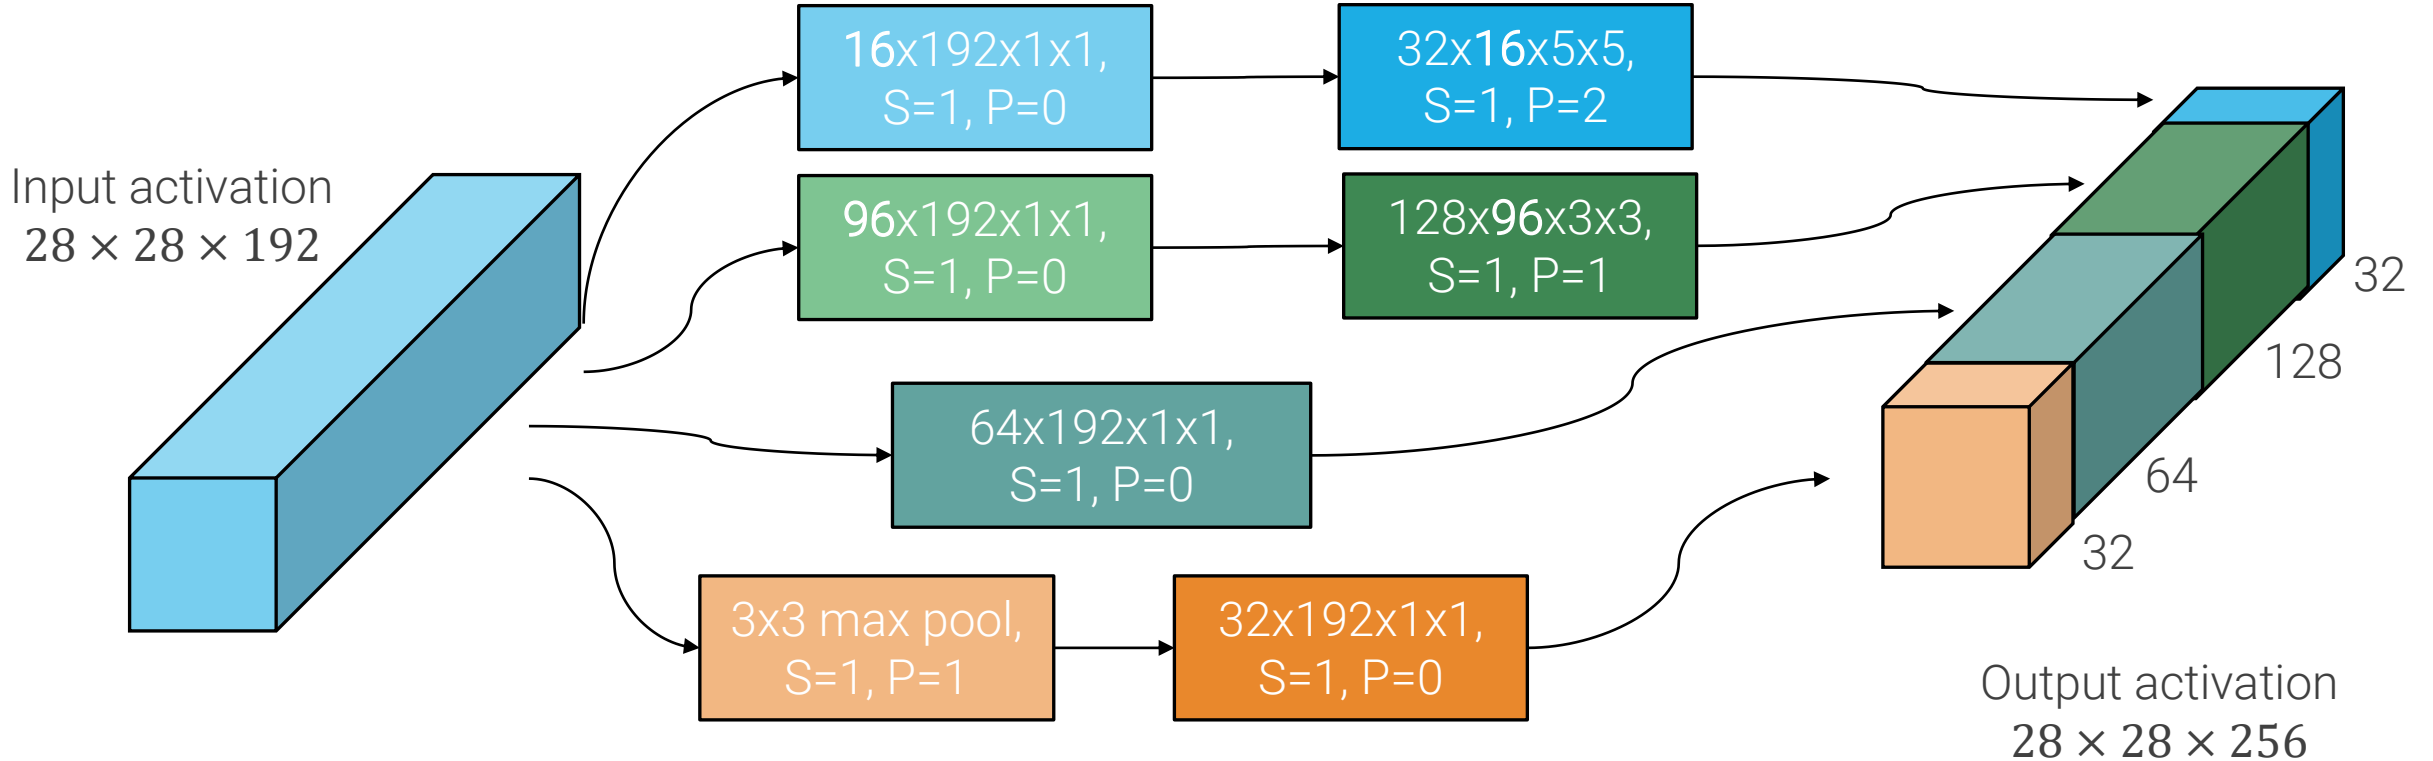 Input activation
28 × 28 × 192
16x192x1x1,
S=1, P=0
32x16x5x5,
S=1, P=2
96x192x1x1,
S=1, P=0
128x96x3x3,
S=1, P=1
64x192x1x1,
S=1, P=0
3x3 max pool,
S=1, P=1
32x192x1x1,
S=1, P=0
32
128
64
32
Output activation
28 × 28 × 256